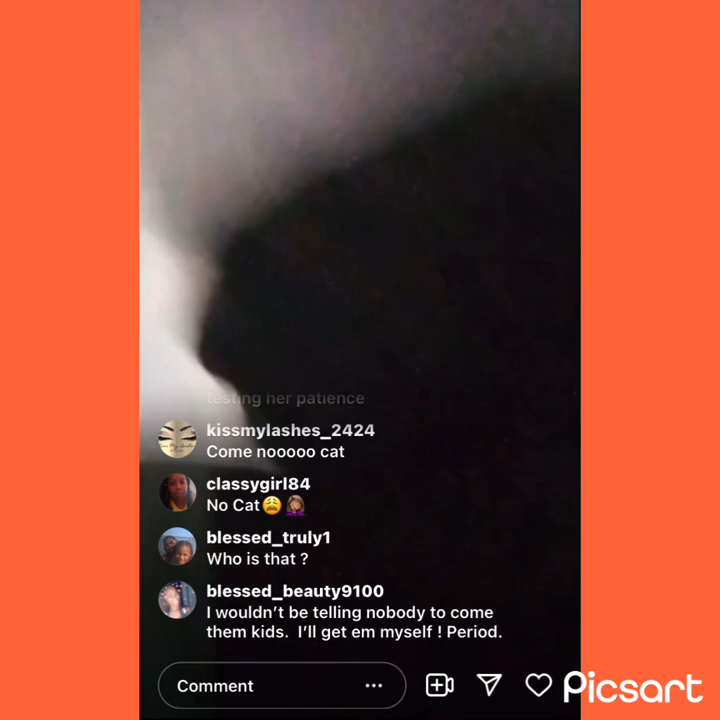 testing her patience
kissmylashes_2424
Come nooooo cat
classygirl84
No Cat😩🤦🏽‍♀️
blessed_truly1
Who is that ?
blessed_beauty9100
I wouldn’t be telling nobody to come
them kids.  I’ll get em myself ! Period.
Comment
Picsart